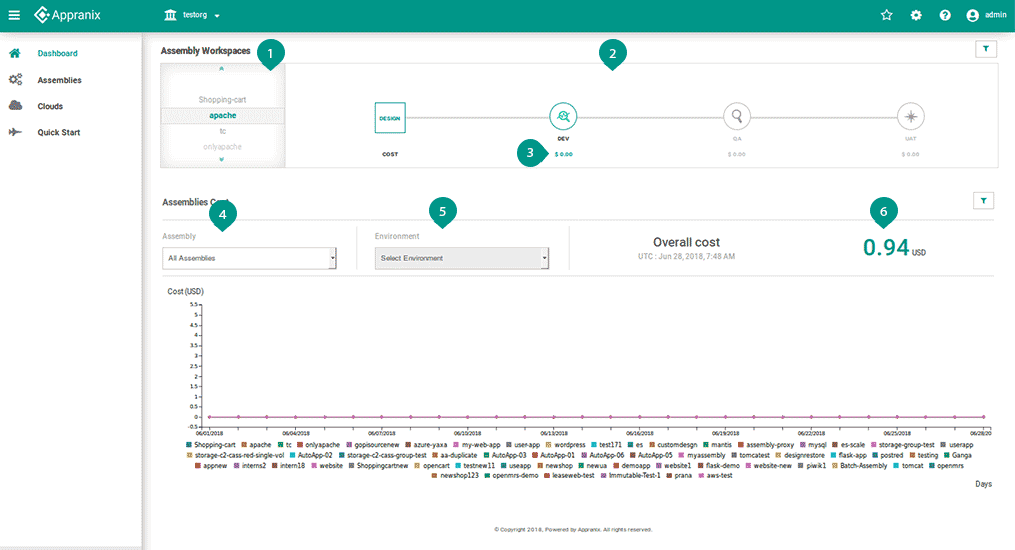 Appranix testorg admin
Dashboard
Assemblies
Clouds
Quick Start
Assembly Workspaces 1 2
Shopping-cart
apache
tc
onlyapache
DESIGN
COST
DEV
3 $ 0.00
QA
$ 0.00
UAT
$ 0.00
Assemblies
4 5 6
Assembly
All Assemblies
Environment
Select Environment
Overall cost
UTC : Jun 28, 2018, 7:48 AM
0.94 USD
Cost (USD)
5.5
5
4.5
4
3.5
3
2.5
2
1.5
1
0.5
0
-0.5
06/01/2018 06/04/2018 06/07/2018 06/10/2018 06/13/2018 06/16/2018 06/19/2018 06/22/2018 06/25/2018 06/28/20
Shopping-cart apache tc onlyapache gopisourcenew azure-yaxa my-web-app user-app wordpress test171 es customdesgn mantis assembly-proxy mysql es-scale storage-group-test userapp
storage-c2-cass-red-single-vol AutoApp-02 storage-c2-cass-group-test aa-duplicate AutoApp-03 AutoApp-01 AutoApp-06 AutoApp-05 myassembly tomcatest designrestore flask-app postred testing Ganga
appnew interns2 intern18 website Shoppingcartnew opencart testnew11 useapp newshop newua demoapp website1 flask-demo website-new piwik1 Batch-Assembly tomcat openmrs
newshop123 openmrs-demo leaseweb-test Immutable-Test-1 prana aws-test
Days
© Copyright 2018, Powered by Appranix. All rights reserved.